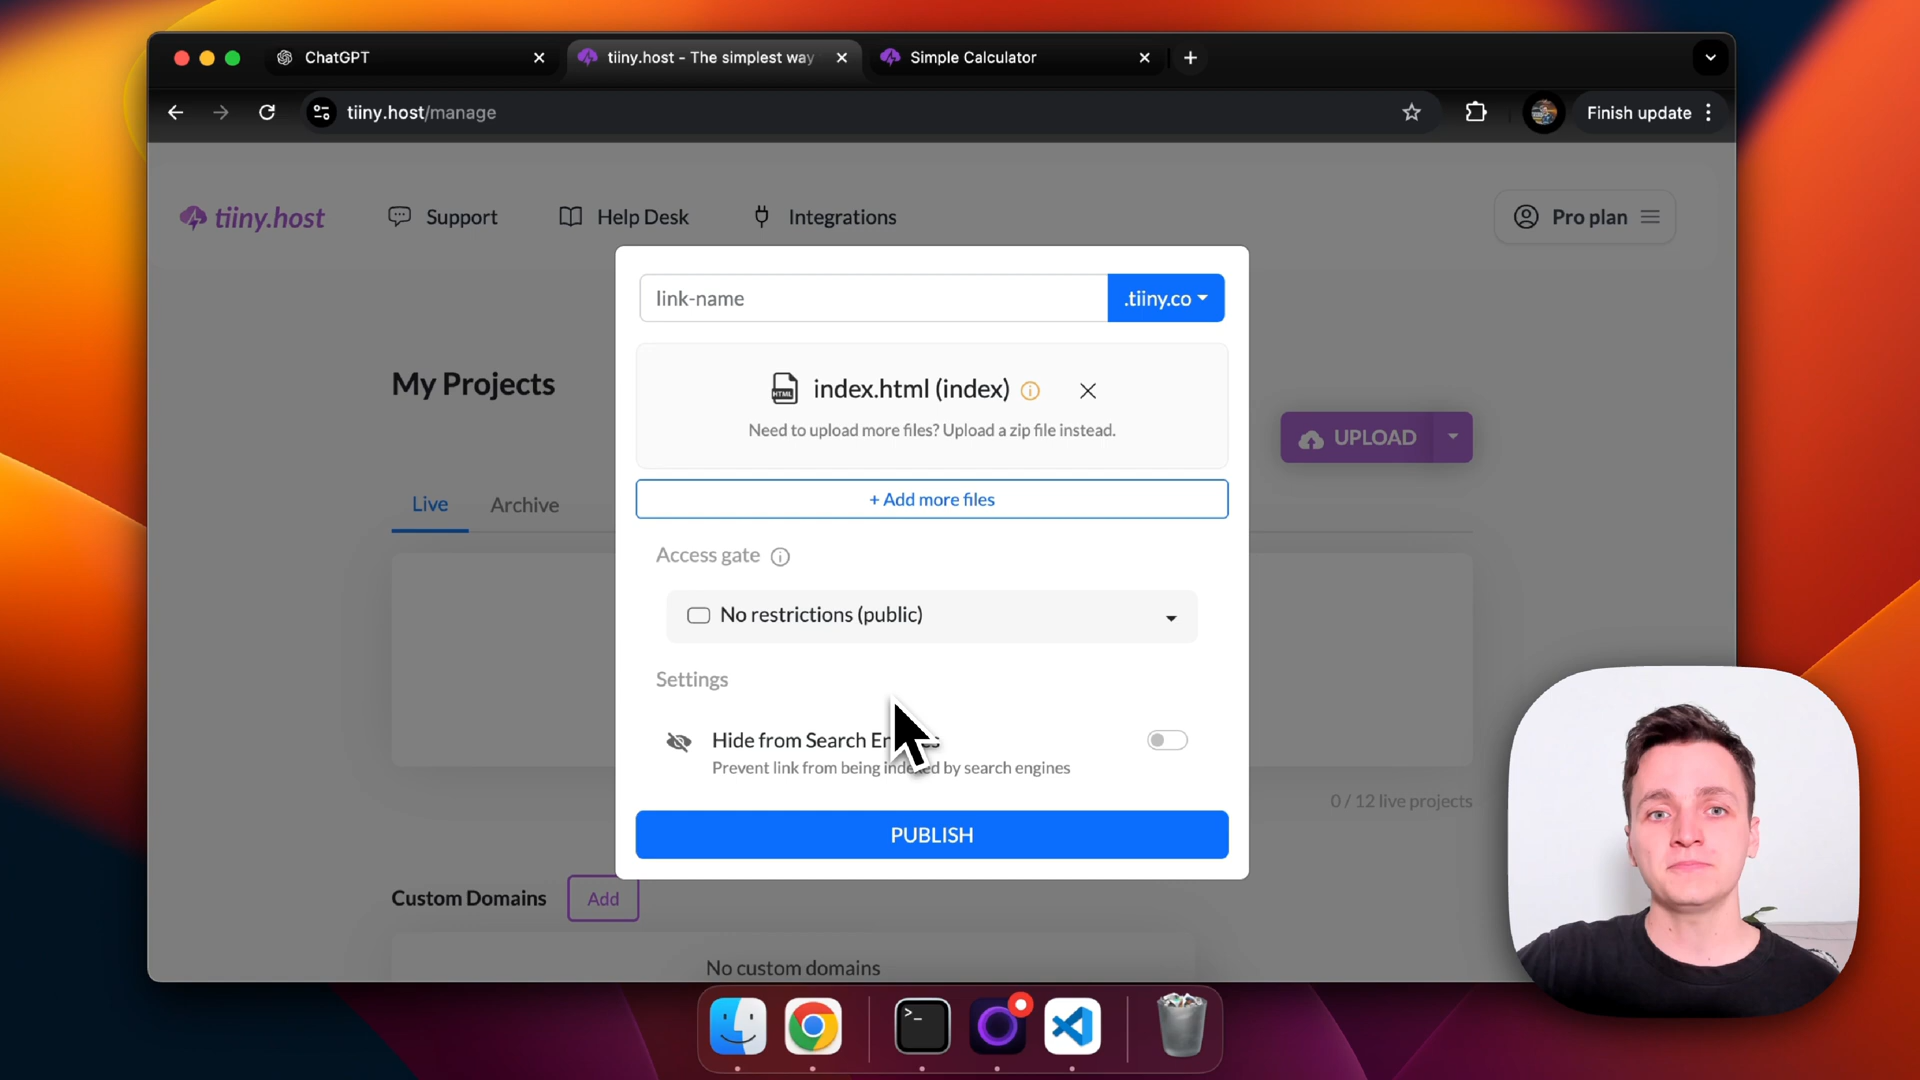 ChatGPT
tiiny.host - The simplest way
Simple Calculator
tiiny.host/manage
Finish update
tiiny.host
Support
Help Desk
Integrations
Pro plan
link-name
.tiiny.co
My Projects
HTML
index.html (index)
Need to upload more files? Upload a zip file instead.
UPLOAD
Live
Archive
+ Add more files
Access gate
No restrictions (public)
Settings
Hide from Search
Prevent link from being indexed by search engines
0 / 12 live projects
PUBLISH
Custom Domains
Add
No custom domains